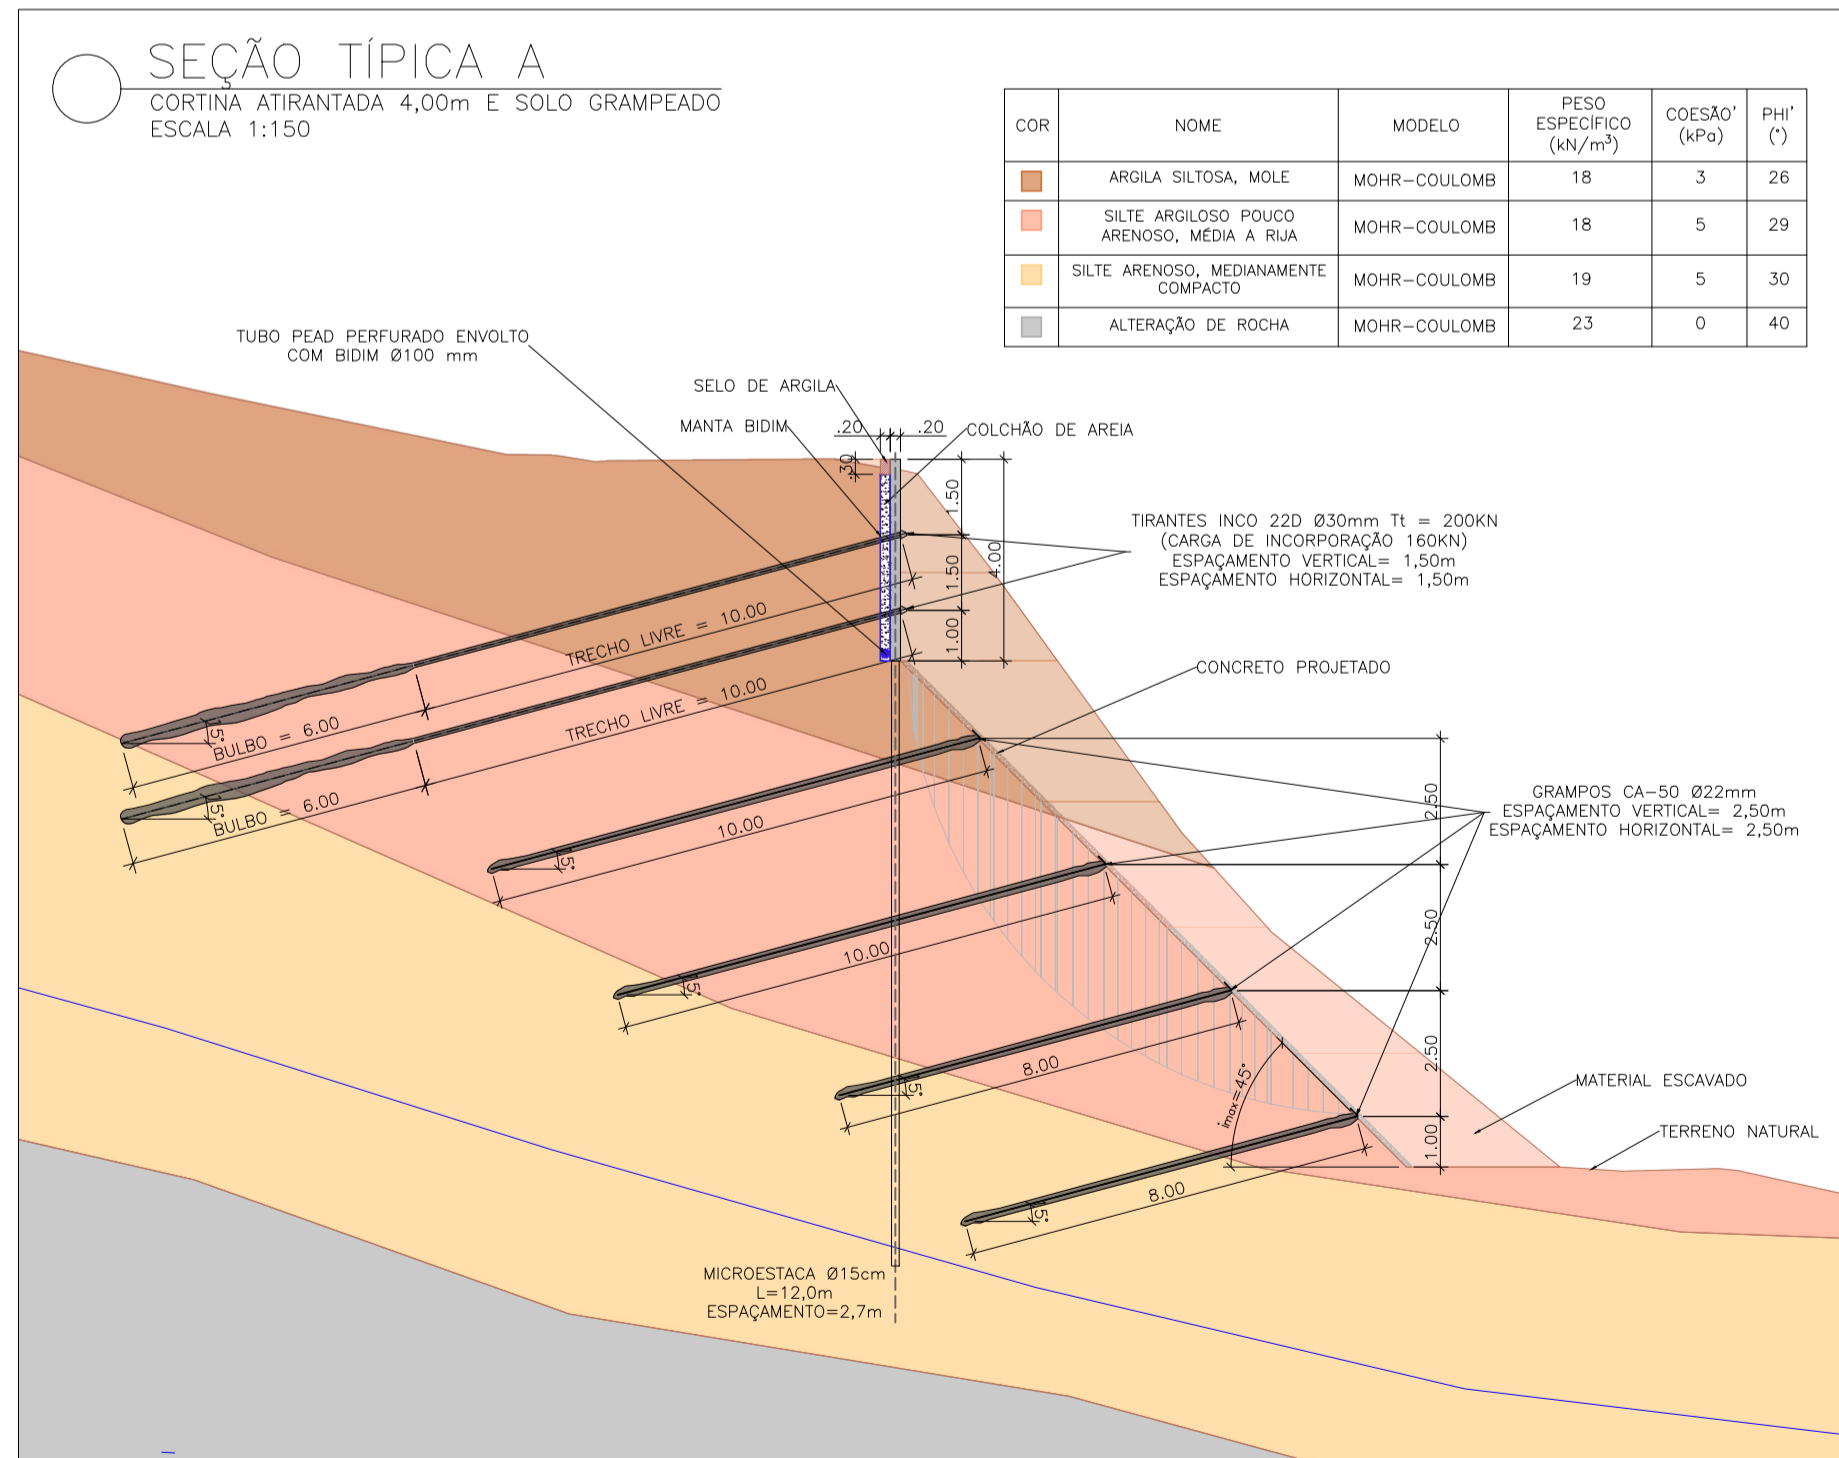 SEÇÃO TÍPICA A
CORTINA ATIRANTADA 4,00m E SOLO GRAMPEADO
ESCALA 1:150
COR
NOME
MODELO
PESO
ESPECÍFICO
(kN/m³)
COESÃO'
(kPa)
PHI'
(°)
ARGILA SILTOSA, MOLE
MOHR-COULOMB
18
3
26
SILTE ARGILOSO POUCO
ARENOSO, MÉDIA A RIJA
MOHR-COULOMB
18
5
29
SILTE ARENOSO, MEDIANAMENTE
COMPACTO
MOHR-COULOMB
19
5
30
ALTERAÇÃO DE ROCHA
MOHR-COULOMB
23
0
40
TUBO PEAD PERFURADO ENVOLTO
COM BIDIM Ø100 mm
SELO DE ARGILA
MANTA BIDIM
.20
.20
COLCHÃO DE AREIA
.30
1.50
4.00
1.50
1.00
TIRANTES INCO 22D Ø30mm Tt = 200KN
(CARGA DE INCORPORAÇÃO 160KN)
ESPAÇAMENTO VERTICAL= 1,50m
ESPAÇAMENTO HORIZONTAL= 1,50m
TRECHO LIVRE = 10.00
BULBO = 6.00
15°
TRECHO LIVRE = 10.00
BULBO = 6.00
15°
CONCRETO PROJETADO
GRAMPOS CA-50 Ø22mm
ESPAÇAMENTO VERTICAL= 2,50m
ESPAÇAMENTO HORIZONTAL= 2,50m
2.50
2.50
2.50
1.00
10.00
15°
10.00
15°
8.00
15°
8.00
15°
imax=45°
MATERIAL ESCAVADO
TERRENO NATURAL
MICROESTACA Ø15cm
L=12,0m
ESPAÇAMENTO=2,7m